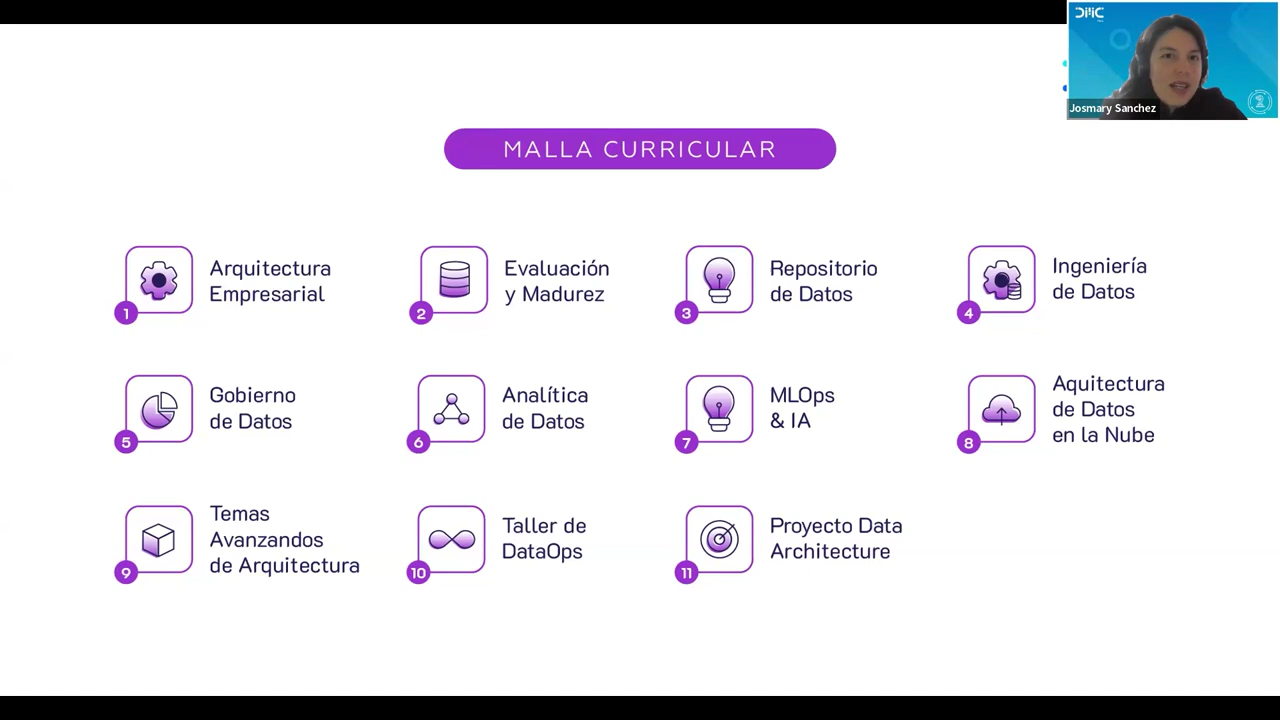 DMC
Josmary Sanchez
MALLA CURRICULAR
1
Arquitectura
Empresarial
2
Evaluación
y Madurez
3
Repositorio
de Datos
4
Ingeniería
de Datos
5
Gobierno
de Datos
6
Analítica
de Datos
7
MLOps
& IA
8
Aquitectura
de Datos
en la Nube
9
Temas
Avanzandos
de Arquitectura
10
Taller de
DataOps
11
Proyecto Data
Architecture